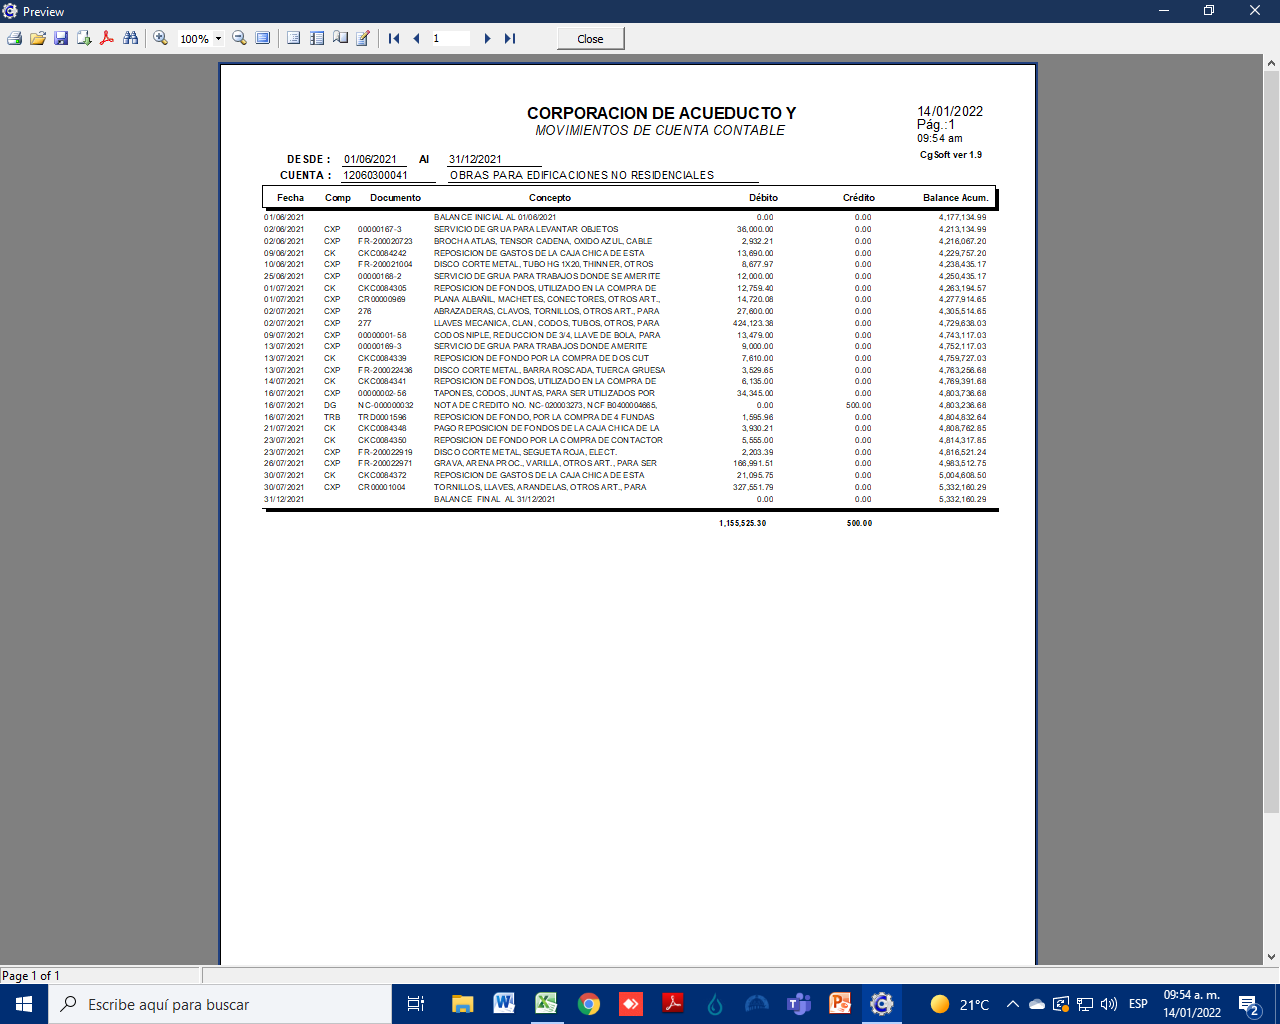 Preview
100%
1
Close
CORPORACION DE ACUEDUCTO Y
MOVIMIENTOS DE CUENTA CONTABLE
14/01/2022
Pág.:1
09:54 am
CgSoft ver 1.9
DESDE : 01/06/2021 Al 31/12/2021
CUENTA : 12060300041 OBRAS PARA EDIFICACIONES NO RESIDENCIALES
Fecha Comp Documento Concepto Débito Crédito Balance Acum.
01/06/2021 BALANCE INICIAL AL 01/06/2021 0.00 0.00 4,177,134.99
02/06/2021 CXP 00000167-3 SERVICIO DE GRUA PARA LEVANTAR OBJETOS 36,000.00 0.00 4,213,134.99
02/06/2021 CXP FR-200020723 BROCHA ATLAS, TENSOR CADENA, OXIDO AZUL, CABLE 2,932.21 0.00 4,216,067.20
09/06/2021 CK CKC0084242 REPOSICION DE GASTOS DE LA CAJA CHICA DE ESTA 13,690.00 0.00 4,229,757.20
10/06/2021 CXP FR-200021004 DISCO CORTE METAL, TUBO HG 1X20, THINNER, OTROS 8,677.97 0.00 4,238,435.17
25/06/2021 CXP 00000168-2 SERVICIO DE GRUA PARA TRABAJOS DONDE SE AMERITE 12,000.00 0.00 4,250,435.17
01/07/2021 CK CKC0084305 REPOSICION DE FONDOS, UTILIZADO EN LA COMPRA DE 12,759.40 0.00 4,263,194.57
01/07/2021 CXP CR00000969 PLANA ALBAÑIL, MACHETES, CONECTORES, OTROS ART., 14,720.08 0.00 4,277,914.65
02/07/2021 CXP 276 ABRAZADERAS, CLAVOS, TORNILLOS, OTROS ART., PARA 27,600.00 0.00 4,305,514.65
02/07/2021 CXP 277 LLAVES MECANICA, CLAN, CODOS, TUBOS, OTROS, PARA 424,123.38 0.00 4,729,638.03
09/07/2021 CXP 00000001-58 CODOS NIPLE, REDUCCION DE 3/4, LLAVE DE BOLA, PARA 13,479.00 0.00 4,743,117.03
13/07/2021 CXP 00000169-3 SERVICIO DE GRUA PARA TRABAJOS DONDE AMERITE 9,000.00 0.00 4,752,117.03
13/07/2021 CK CKC0084339 REPOSICION DE FONDO POR LA COMPRA DE DOS CUT 7,610.00 0.00 4,759,727.03
13/07/2021 CXP FR-200022436 DISCO CORTE METAL, BARRA ROSCADA, TUERCA GRUESA 3,529.65 0.00 4,763,256.68
14/07/2021 CK CKC0084341 REPOSICION DE FONDOS, UTILIZADO EN LA COMPRA DE 6,135.00 0.00 4,769,391.68
16/07/2021 CXP 00000002-56 TAPONES, CODOS, JUNTAS, PARA SER UTILIZADOS POR 34,345.00 0.00 4,803,736.68
16/07/2021 DG NC-000000032 NOTA DE CREDITO NO. NC-020003273, NCF B0400004665, 0.00 500.00 4,803,236.68
19/07/2021 TRB TRD0001596 REPOSICION DE FONDO, POR LA COMPRA DE 4 FUNDAS 1,595.96 0.00 4,804,832.64
21/07/2021 CK CKC0084348 PAGO REPOSICION DE FONDOS DE LA CAJA CHICA DE LA 3,930.21 0.00 4,808,762.85
23/07/2021 CK CKC0084350 REPOSICION DE FONDO POR LA COMPRA DE CONTACTOR 5,555.00 0.00 4,814,317.85
23/07/2021 CXP FR-200022919 DISCO CORTE METAL, SEGUETA ROJA, ELECT. 2,203.39 0.00 4,816,521.24
26/07/2021 CXP FR-200022971 GRAVA, ARENA PROC., VARILLA, OTROS ART., PARA SER 166,991.51 0.00 4,983,512.75
30/07/2021 CK CKC0084372 REPOSICION DE GASTOS DE LA CAJA CHICA DE ESTA 21,095.75 0.00 5,004,608.50
30/07/2021 CXP CR00001004 TORNILLOS, LLAVES, ARANDELAS, OTROS ART., PARA 327,551.79 0.00 5,332,160.29
31/12/2021 BALANCE FINAL AL 31/12/2021 0.00 0.00 5,332,160.29
1,155,525.30 500.00
Page 1 of 1
Escribe aquí para buscar
21°C
ESP
09:54 a. m.
14/01/2022
2